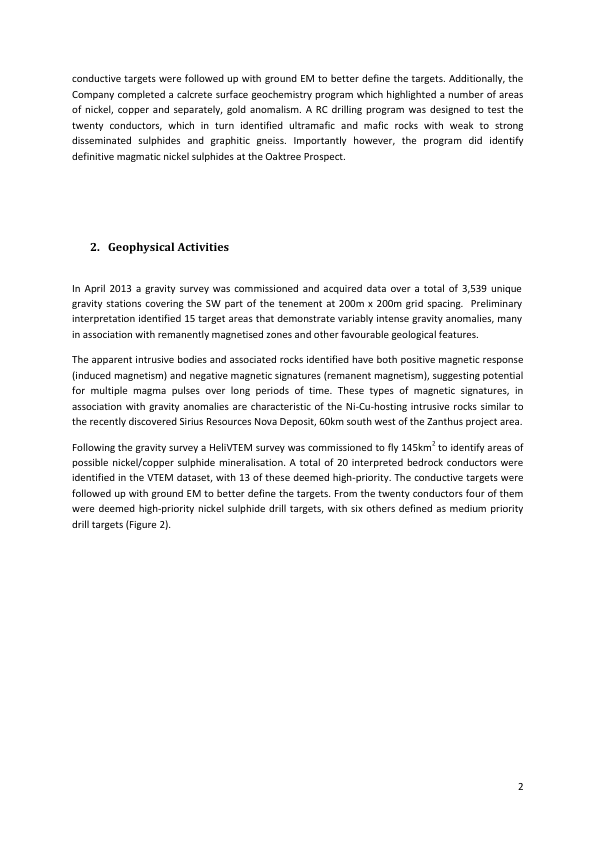 conductive targets were followed up with ground EM to better define the targets. Additionally, the
Company completed a calcrete surface geochemistry program which highlighted a number of areas
of nickel, copper and separately, gold anomalism. A RC drilling program was designed to test the
twenty conductors, which in turn identified ultramafic and mafic rocks with weak to strong
disseminated sulphides and graphitic gneiss. Importantly however, the program did identify
definitive magmatic nickel sulphides at the Oaktree Prospect.
2. Geophysical Activities
In April 2013 a gravity survey was commissioned and acquired data over a total of 3,539 unique
gravity stations covering the SW part of the tenement at 200m x 200m grid spacing. Preliminary
interpretation identified 15 target areas that demonstrate variably intense gravity anomalies, many
in association with remanently magnetised zones and other favourable geological features.
The apparent intrusive bodies and associated rocks identified have both positive magnetic response
(induced magnetism) and negative magnetic signatures (remanent magnetism), suggesting potential
for multiple magma pulses over long periods of time. These types of magnetic signatures, in
association with gravity anomalies are characteristic of the Ni-Cu-hosting intrusive rocks similar to
the recently discovered Sirius Resources Nova Deposit, 60km south west of the Zanthus project area.
Following the gravity survey a HeliVTEM survey was commissioned to fly 145km² to identify areas of
possible nickel/copper sulphide mineralisation. A total of 20 interpreted bedrock conductors were
identified in the VTEM dataset, with 13 of these deemed high-priority. The conductive targets were
followed up with ground EM to better define the targets. From the twenty conductors four of them
were deemed high-priority nickel sulphide drill targets, with six others defined as medium priority
drill targets (Figure 2).
2